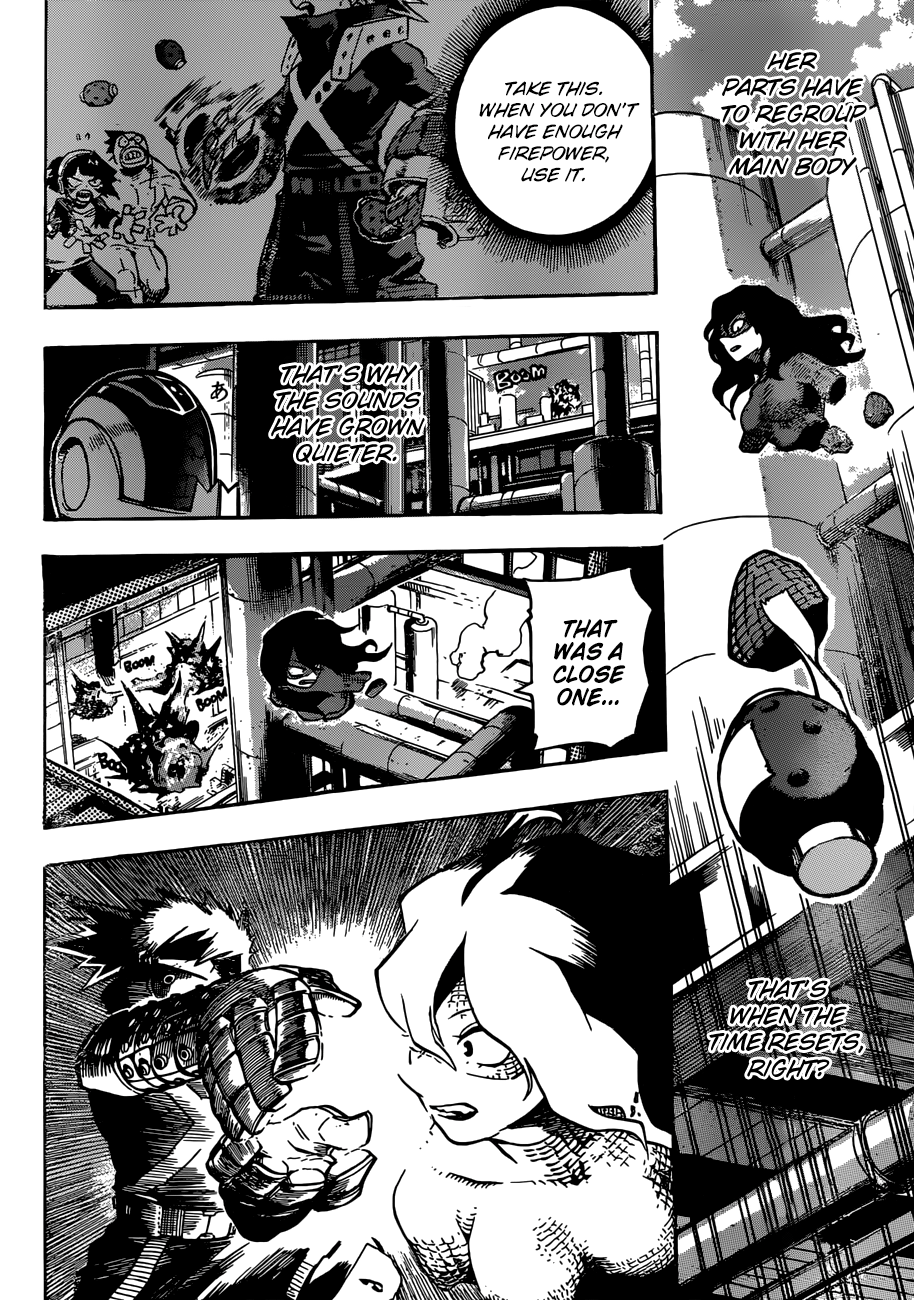 HER
PARTS HAVE
TO REGROUP
WITH HER
MAIN BODY
THAT'S
WHEN THE
TIME RESETS,
RIGHT?
TAKE THIS.
WHEN YOU DON'T
HAVE ENOUGH
FIREPOWER,
USE IT.
BOOM
THAT'S WHY
THE SOUNDS
HAVE GROWN
QUIETER.
あ
THAT
WAS A
CLOSE
ONE...
BOOM
BOOM
BOOM